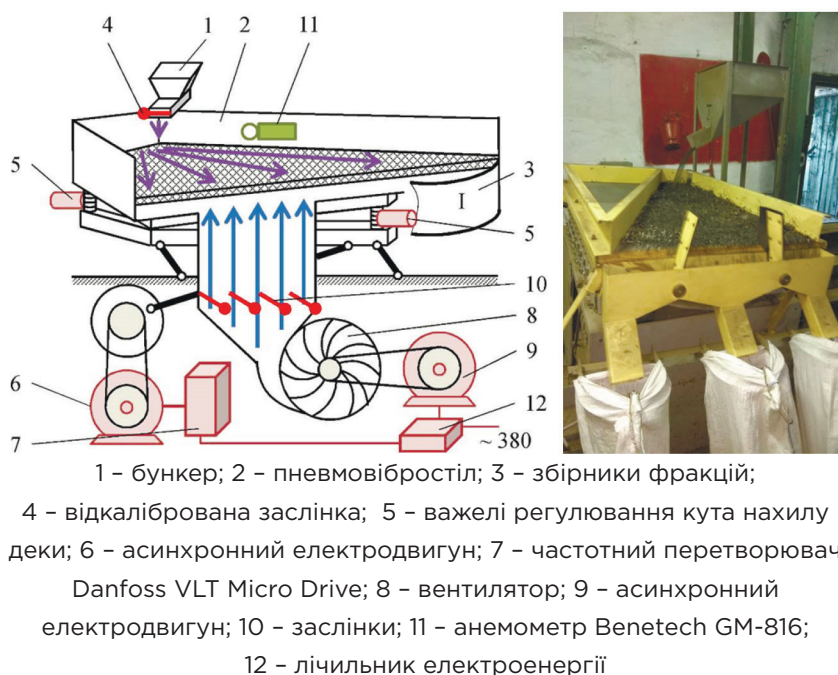 4 1 2 11
5
3
I
5
10
8
9
6
12
7
~ 380
1 – бункер; 2 – пневмовібростіл; 3 – збірники фракцій;
4 – відкалібрована заслінка; 5 – важелі регулювання кута нахилу
деки; 6 – асинхронний електродвигун; 7 – частотний перетворювач
Danfoss VLT Micro Drive; 8 – вентилятор; 9 – асинхронний
електродвигун; 10 – заслінки; 11 – анемометр Benetech GM-816;
12 – лічильник електроенергії